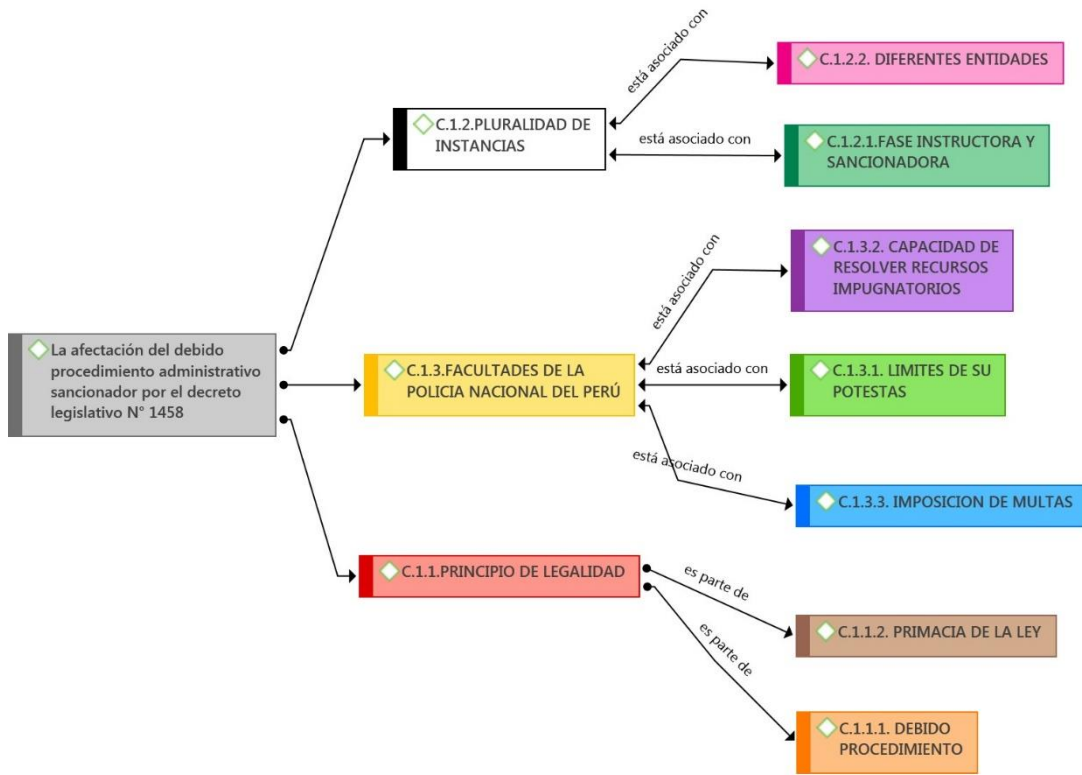 La afectación del debido
procedimiento administrativo
sancionador por el decreto
legislativo N° 1458
C.1.2.PLURALIDAD DE
INSTANCIAS
está asociado con
C.1.2.2. DIFERENTES ENTIDADES
está asociado con
C.1.2.1.FASE INSTRUCTORA Y
SANCIONADORA
C.1.3.FACULTADES DE LA
POLICIA NACIONAL DEL PERÚ
está asociado con
C.1.3.2. CAPACIDAD DE
RESOLVER RECURSOS
IMPUGNATORIOS
está asociado con
C.1.3.1. LIMITES DE SU
POTESTAS
está asociado con
C.1.3.3. IMPOSICION DE MULTAS
C.1.1.PRINCIPIO DE LEGALIDAD
es parte de
C.1.1.2. PRIMACIA DE LA LEY
es parte de
C.1.1.1. DEBIDO
PROCEDIMIENTO